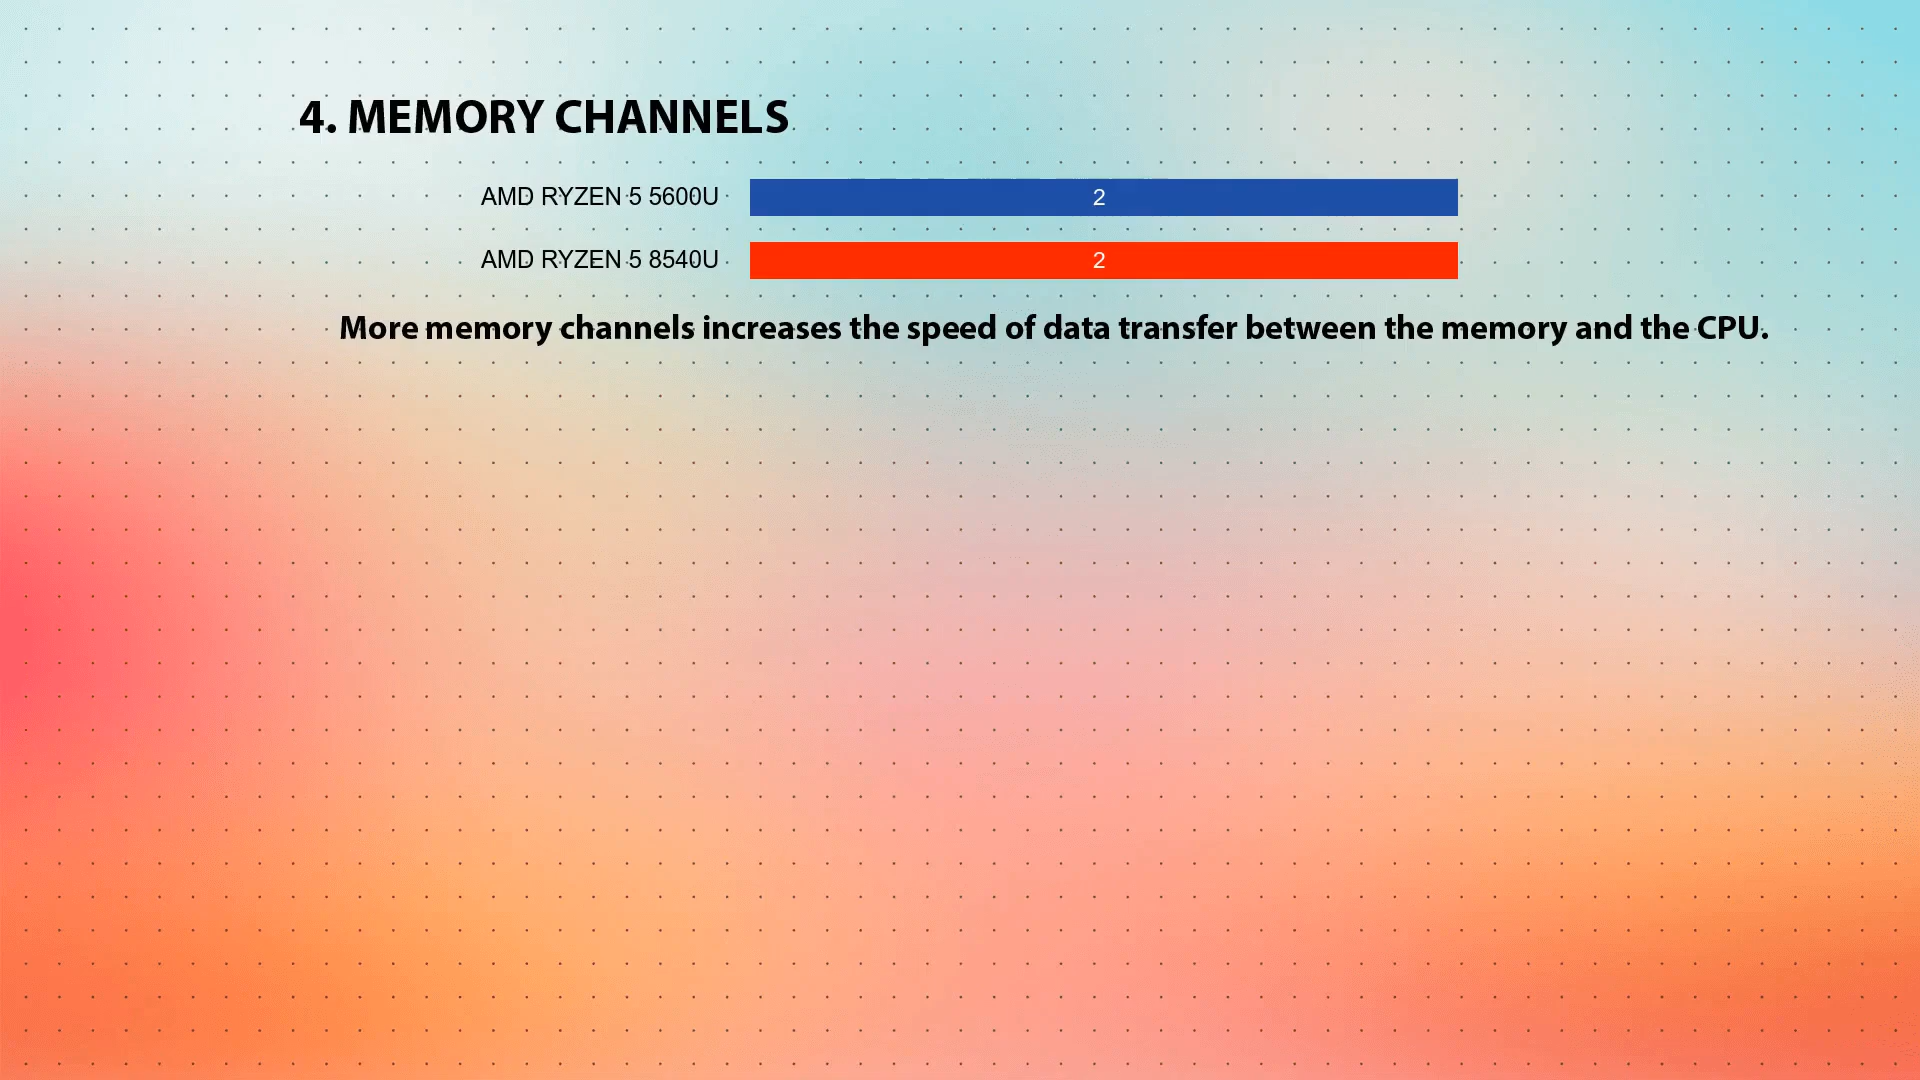 4. MEMORY CHANNELS
AMD RYZEN 5 5600U 2
AMD RYZEN 5 8540U 2
More memory channels increases the speed of data transfer between the memory and the CPU.